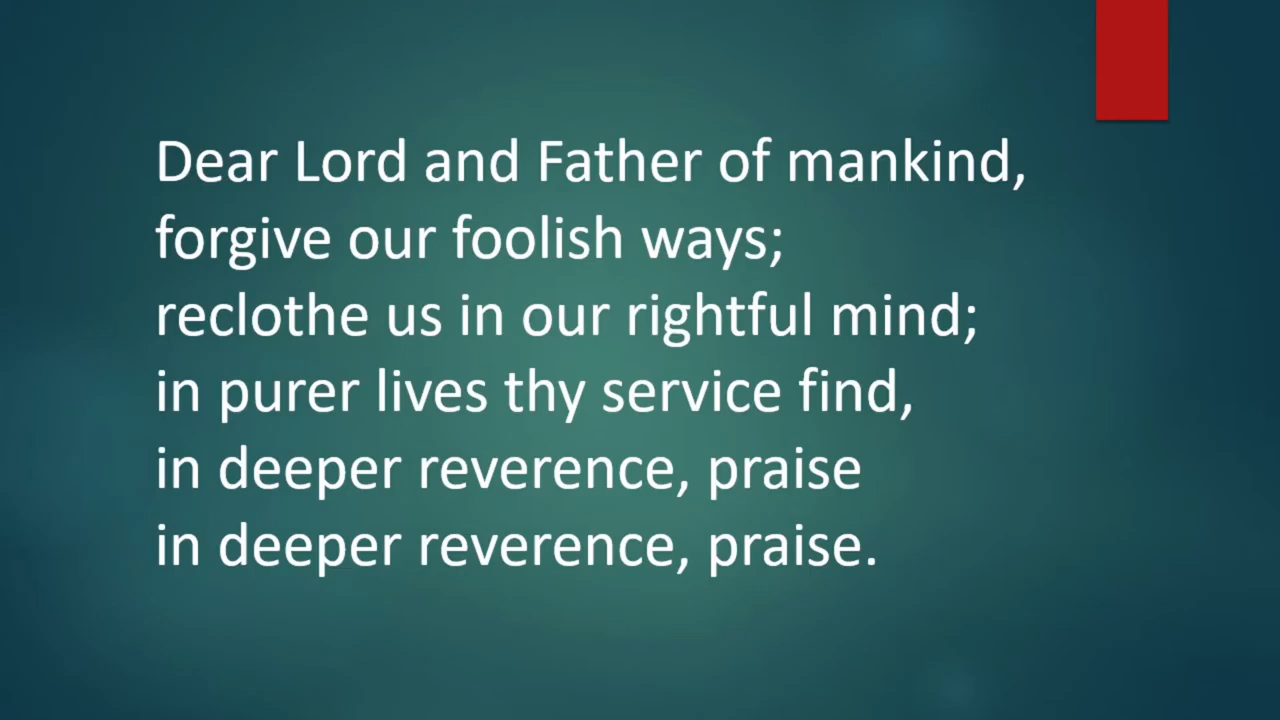 Dear Lord and Father of mankind,
forgive our foolish ways;
reclothe us in our rightful mind;
in purer lives thy service find,
in deeper reverence, praise
in deeper reverence, praise.